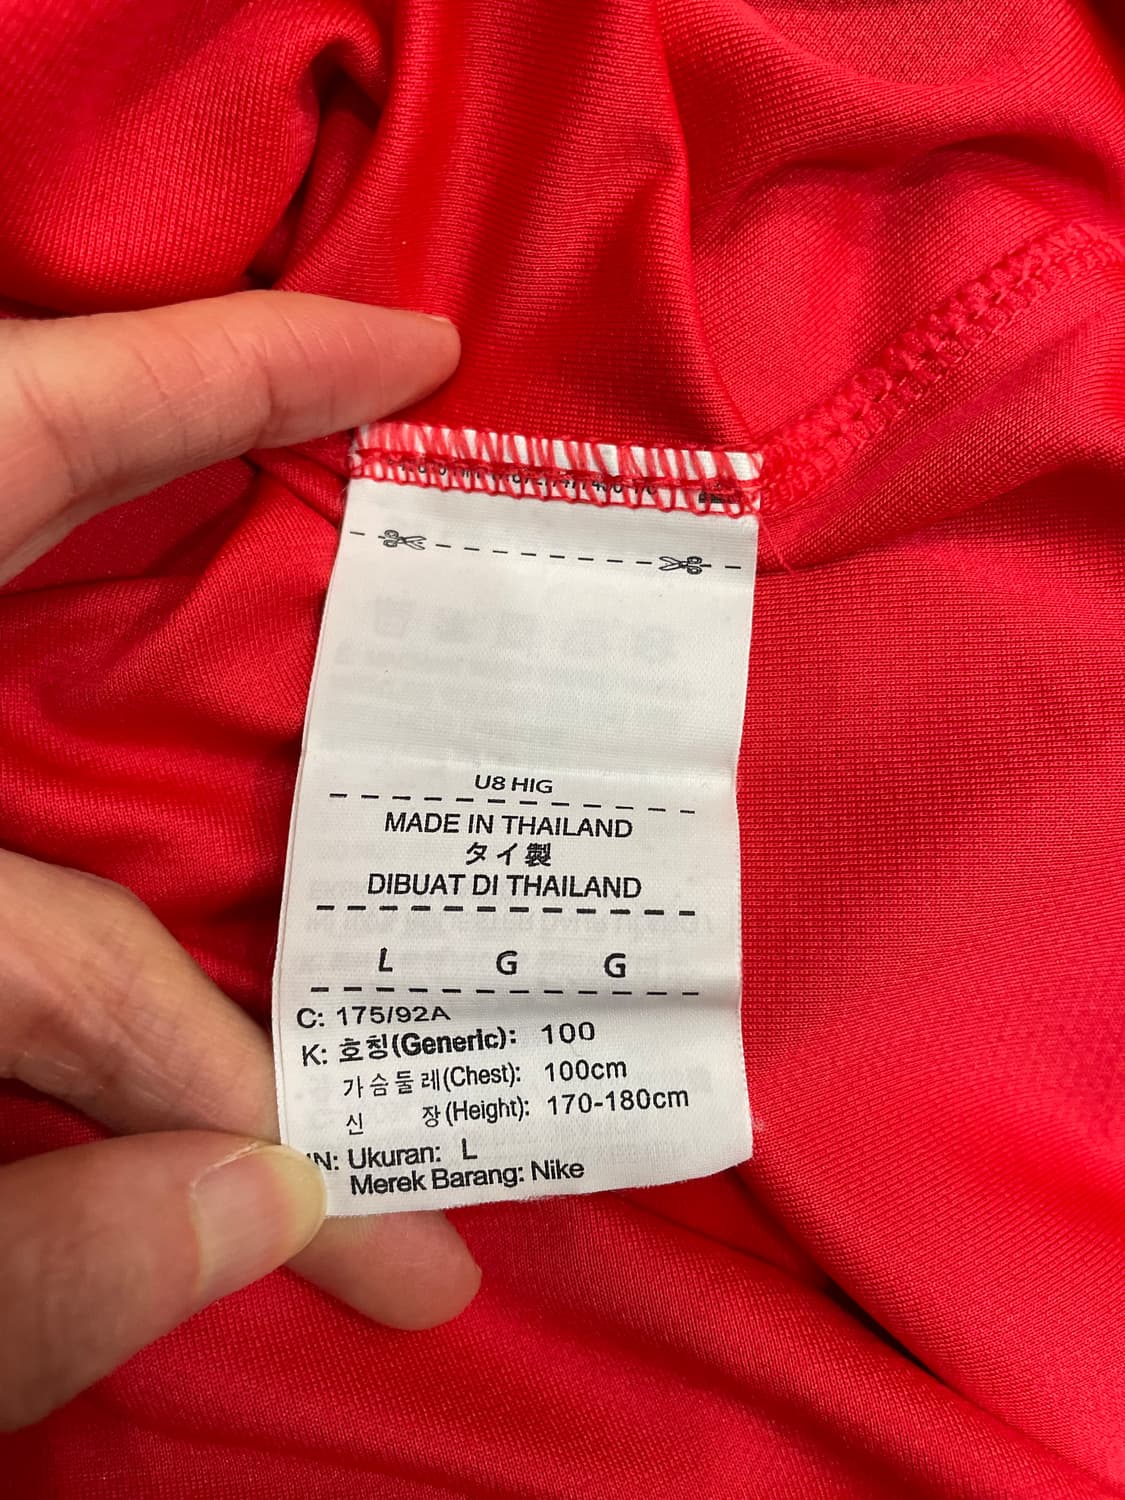 U8 HIG
MADE IN THAILAND
タイ製
DIBUAT DI THAILAND
L G G
C: 175/92A
K: 호칭(Generic): 100
가슴둘레(Chest): 100cm
신 장(Height): 170-180cm
IN: Ukuran: L
Merek Barang: Nike